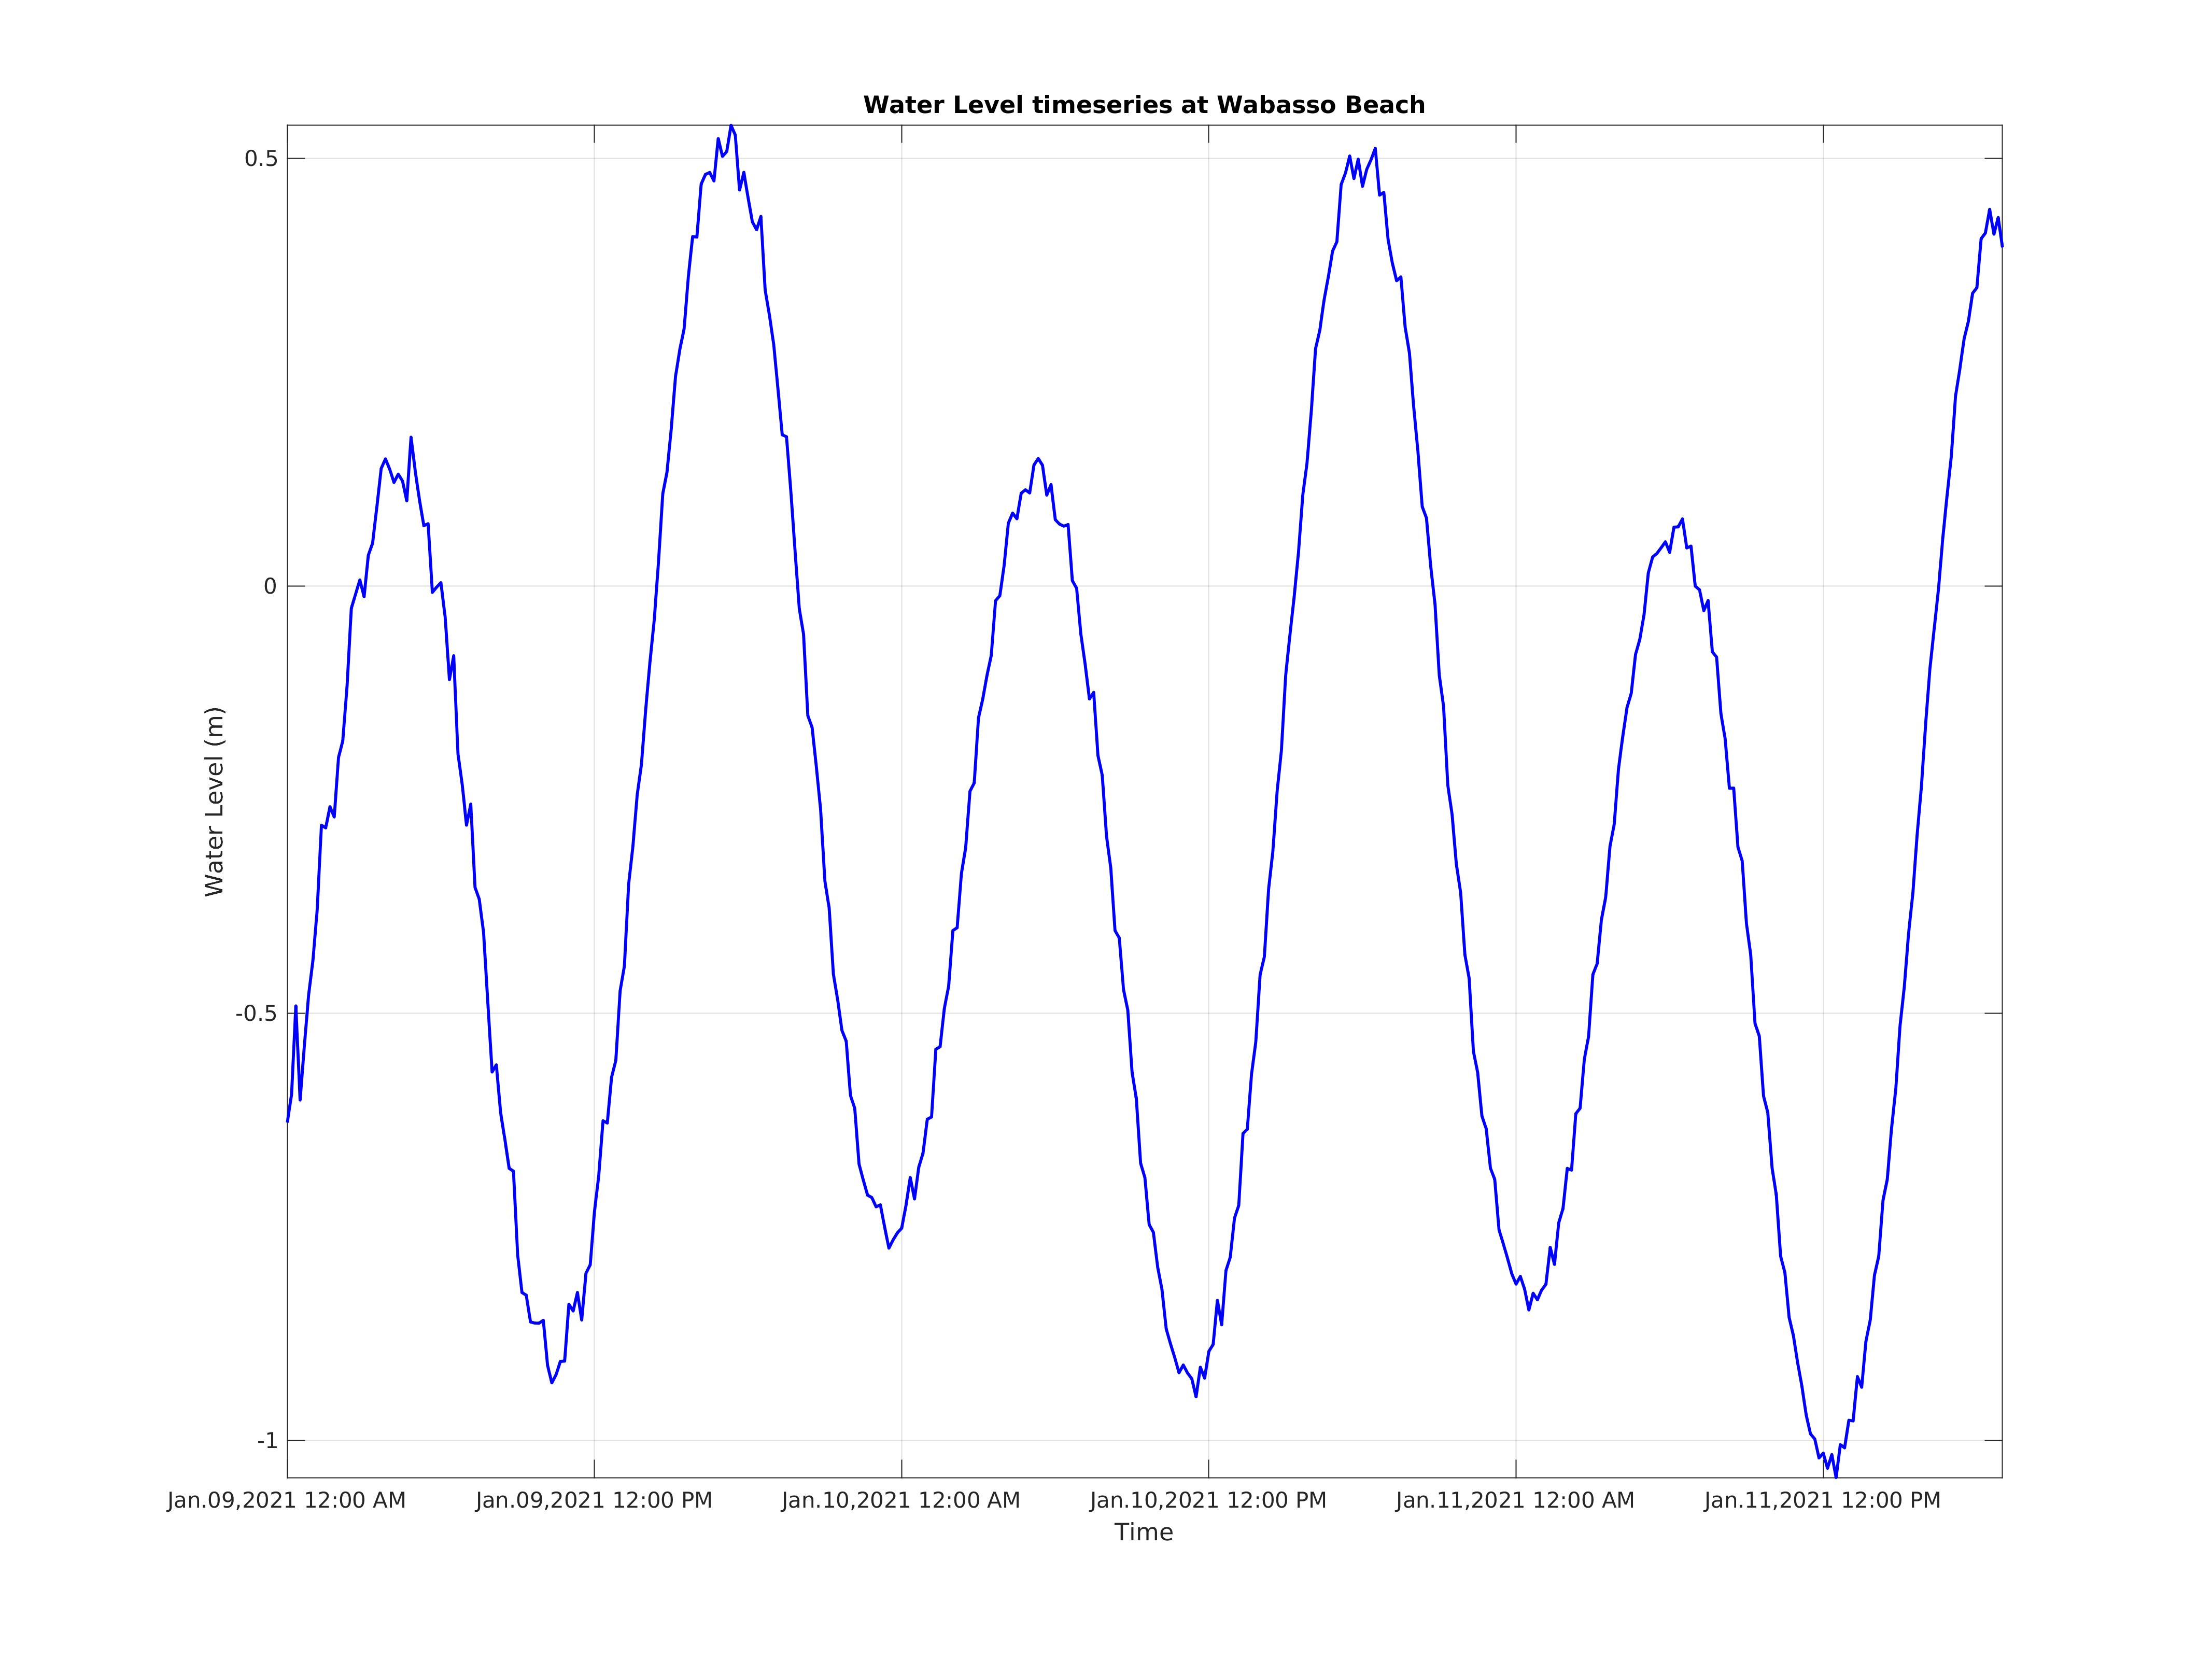 Water Level timeseries at Wabasso Beach
0.5
0
-0.5
-1
Water Level (m)
Jan.09,2021 12:00 AM
Jan.09,2021 12:00 PM
Jan.10,2021 12:00 AM
Jan.10,2021 12:00 PM
Jan.11,2021 12:00 AM
Jan.11,2021 12:00 PM
Time